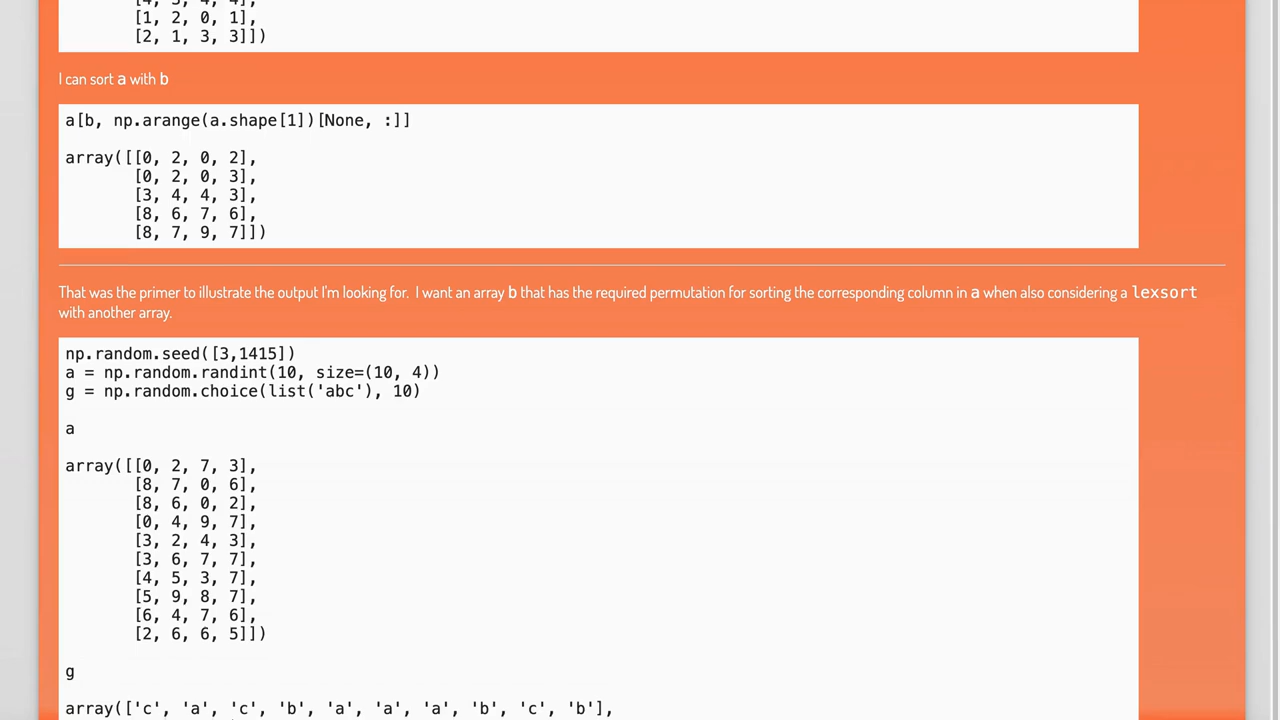 [1, 2, 0, 1],
[2, 1, 3, 3]])
I can sort a with b
a[b, np.arange(a.shape[1])[None, :]]
array([[0, 2, 0, 2],
[0, 2, 0, 3],
[3, 4, 4, 3],
[8, 6, 7, 6],
[8, 7, 9, 7]])
That was the primer to illustrate the output I'm looking for. I want an array b that has the required permutation for sorting the corresponding column in a when also considering a lexsort
with another array.
np.random.seed([3,1415])
a = np.random.randint(10, size=(10, 4))
g = np.random.choice(list('abc'), 10)
a
array([[0, 2, 7, 3],
[8, 7, 0, 6],
[8, 6, 0, 2],
[0, 4, 9, 7],
[3, 2, 4, 3],
[3, 6, 7, 7],
[4, 5, 3, 7],
[5, 9, 8, 7],
[6, 4, 7, 6],
[2, 6, 6, 5]])
g
array(['c', 'a', 'c', 'b', 'a', 'a', 'a', 'b', 'c', 'b'],